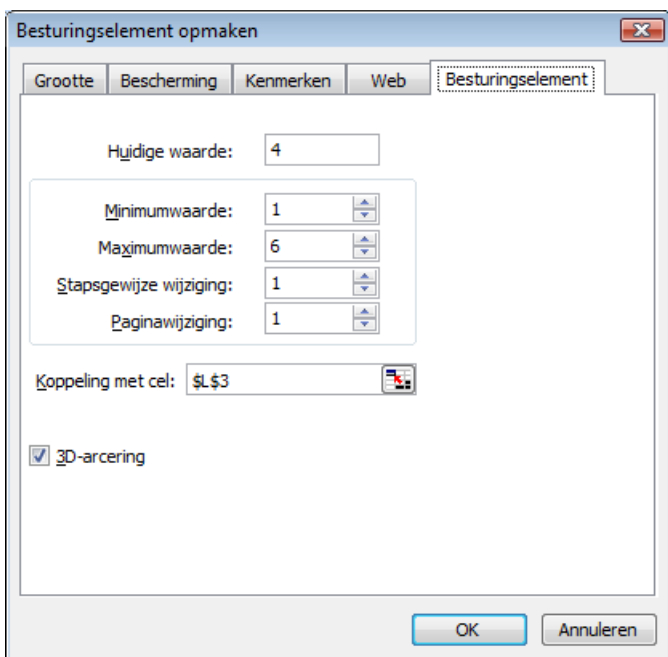 Besturingselement opmaken
Grootte Bescherming Kenmerken Web Besturingselement
Huidige waarde: 4
Minimumwaarde: 1
Maximumwaarde: 6
Stapsgewijze wijziging: 1
Paginawijziging: 1
Koppeling met cel: $L$3
3D-arcering
OK Annuleren